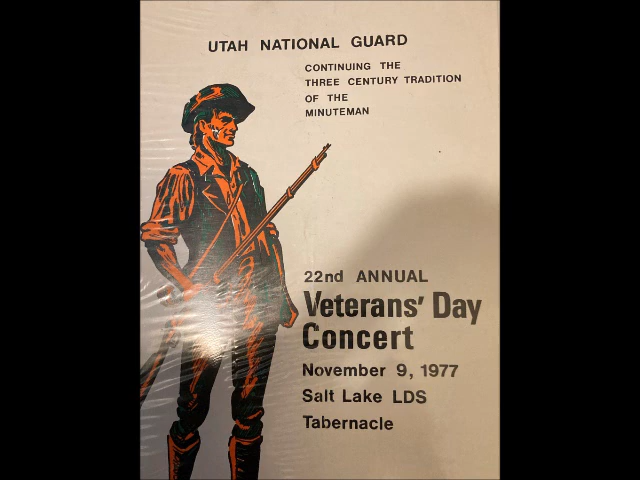 UTAH NATIONAL GUARD
CONTINUING THE
THREE CENTURY TRADITION
OF THE
MINUTEMAN
22nd ANNUAL
Veterans' Day
Concert
November 9, 1977
Salt Lake LDS
Tabernacle